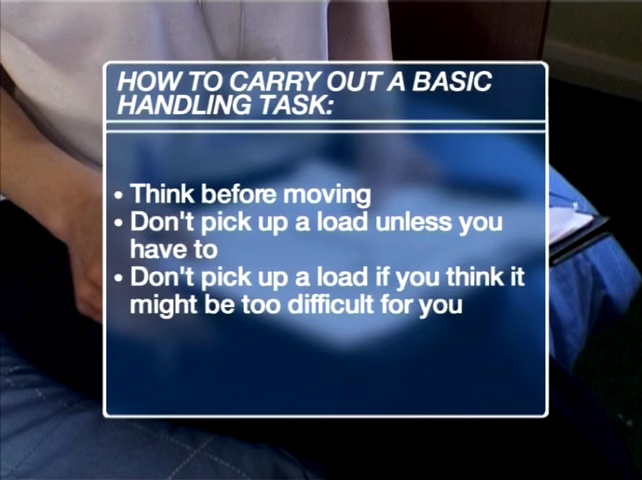 HOW TO CARRY OUT A BASIC
HANDLING TASK:
• Think before moving
• Don't pick up a load unless you
have to
• Don't pick up a load if you think it
might be too difficult for you